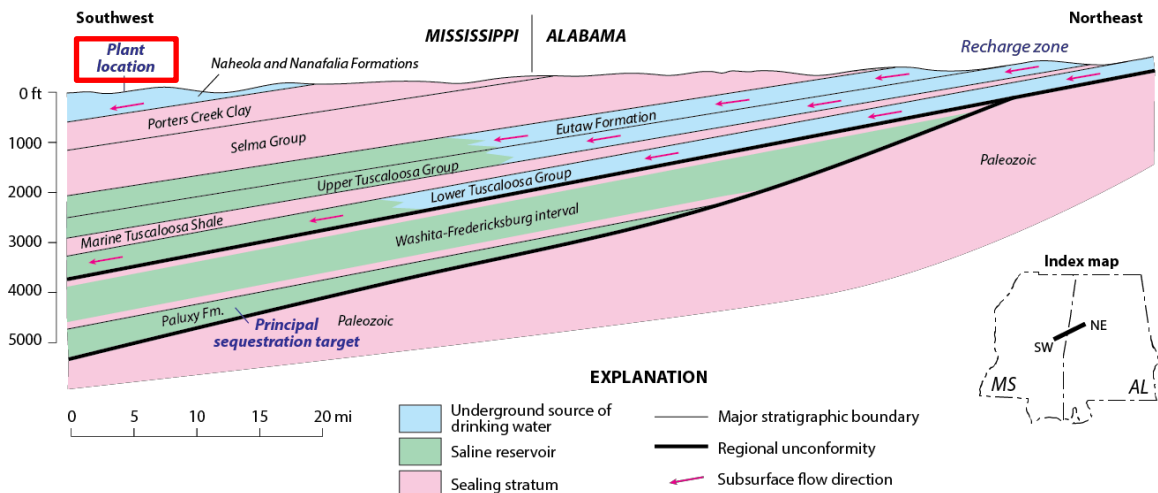 Southwest
Northeast
Plant
location
MISSISSIPPI
ALABAMA
Recharge zone
Naheola and Nanafalia Formations
0 ft
1000
2000
3000
4000
5000
Porters Creek Clay
Selma Group
Eutaw Formation
Upper Tuscaloosa Group
Lower Tuscaloosa Group
Marine Tuscaloosa Shale
Washita-Fredericksburg interval
Paleozoic
Paluxy Fm.
Principal
sequestration target
Paleozoic
Index map
NE
SW
MS
AL
0 5 10 15 20 mi
EXPLANATION
Underground source of
drinking water
Saline reservoir
Sealing stratum
Major stratigraphic boundary
Regional unconformity
Subsurface flow direction